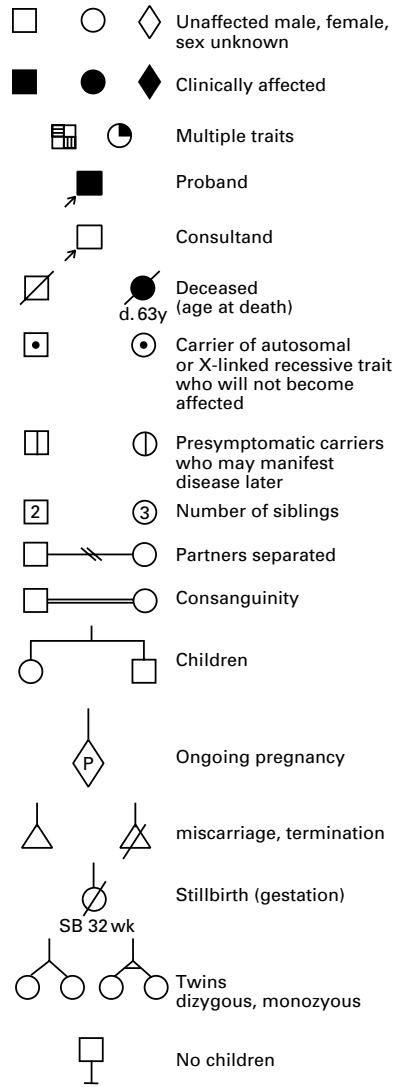 Unaffected male, female,
sex unknown
Clinically affected
Multiple traits
Proband
Consultand
Deceased
d. 63y (age at death)
Carrier of autosomal
or X-linked recessive trait
who will not become
affected
Presymptomatic carriers
who may manifest
disease later
2 3 Number of siblings
Partners separated
Consanguinity
Children
P Ongoing pregnancy
miscarriage, termination
Stillbirth (gestation)
SB 32 wk
Twins
dizygous, monozyous
No children